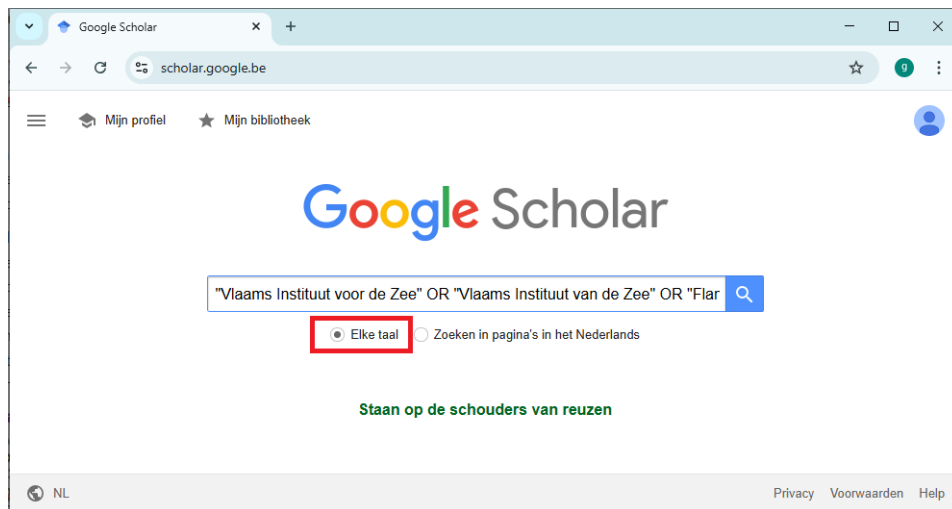 Google Scholar
scholar.google.be
g
Mijn profiel
Mijn bibliotheek
Google Scholar
"Vlaams Instituut voor de Zee" OR "Vlaams Instituut van de Zee" OR "Flar
Elke taal
Zoeken in pagina's in het Nederlands
Staan op de schouders van reuzen
NL
Privacy Voorwaarden Help